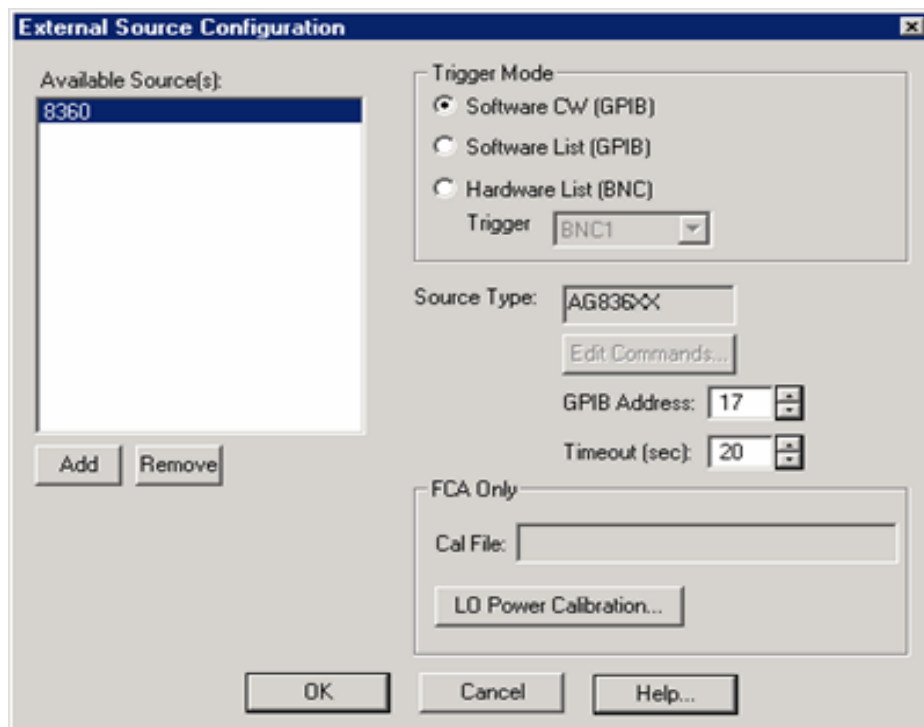 External Source Configuration
Available Source(s):
8360
Add
Remove
Trigger Mode
Software CW (GPIB)
Software List (GPIB)
Hardware List (BNC)
Trigger
BNC1
Source Type:
AG836XX
Edit Commands...
GPIB Address:
17
Timeout (sec):
20
FCA Only
Cal File:
LO Power Calibration...
OK
Cancel
Help...